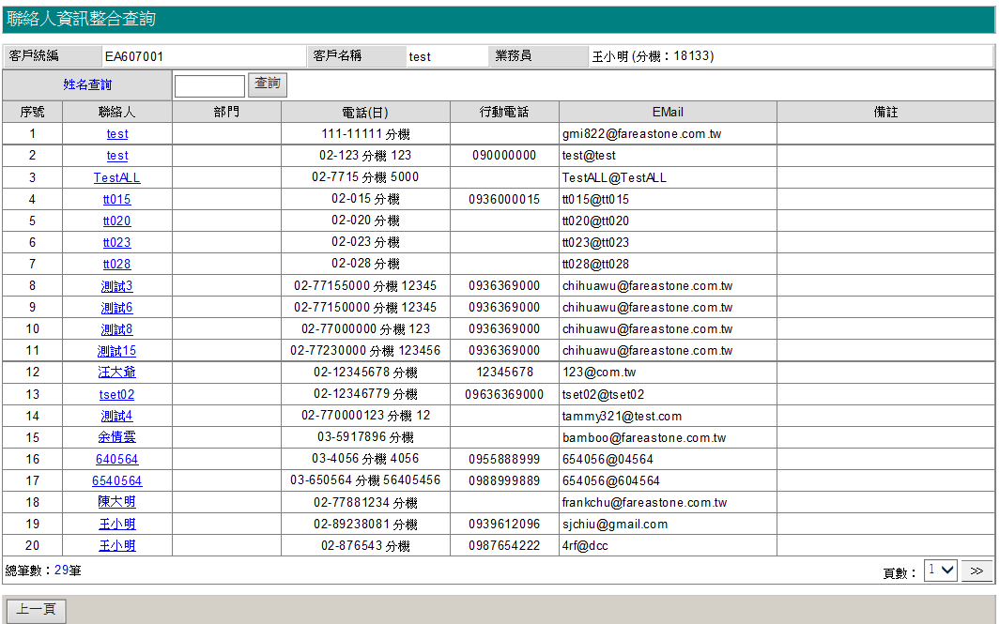 聯絡人資訊整合查詢
客戶統編 EA607001 客戶名稱 test 業務員 王小明 (分機：18133)
姓名查詢 查詢
序號 聯絡人 部門 電話(日) 行動電話 EMail 備註
1 test 111-11111 分機 gmi822@fareastone.com.tw
2 test 02-123 分機 123 090000000 test@test
3 TestALL 02-7715 分機 5000 TestALL@TestALL
4 tt015 02-015 分機 0936000015 tt015@tt015
5 tt020 02-020 分機 tt020@tt020
6 tt023 02-023 分機 tt023@tt023
7 tt028 02-028 分機 tt028@tt028
8 測試3 02-77155000 分機 12345 0936369000 chihuawu@fareastone.com.tw
9 測試6 02-77150000 分機 12345 0936369000 chihuawu@fareastone.com.tw
10 測試8 02-77000000 分機 123 0936369000 chihuawu@fareastone.com.tw
11 測試15 02-77230000 分機 123456 0936369000 chihuawu@fareastone.com.tw
12 汪大爺 02-12345678 分機 12345678 123@com.tw
13 tset02 02-12346779 分機 09636369000 tset02@tset02
14 測試4 02-770000123 分機 12 tammy321@test.com
15 余倩雲 03-5917896 分機 bamboo@fareastone.com.tw
16 640564 03-4056 分機 4056 0955888999 654056@04564
17 6540564 03-650564 分機 56405456 0988999889 654056@604564
18 陳大明 02-77881234 分機 frankchu@fareastone.com.tw
19 王小明 02-89238081 分機 0939612096 sjchiu@gmail.com
20 王小明 02-876543 分機 0987654222 4rf@dcc
總筆數：29筆 頁數： 1 >>
上一頁